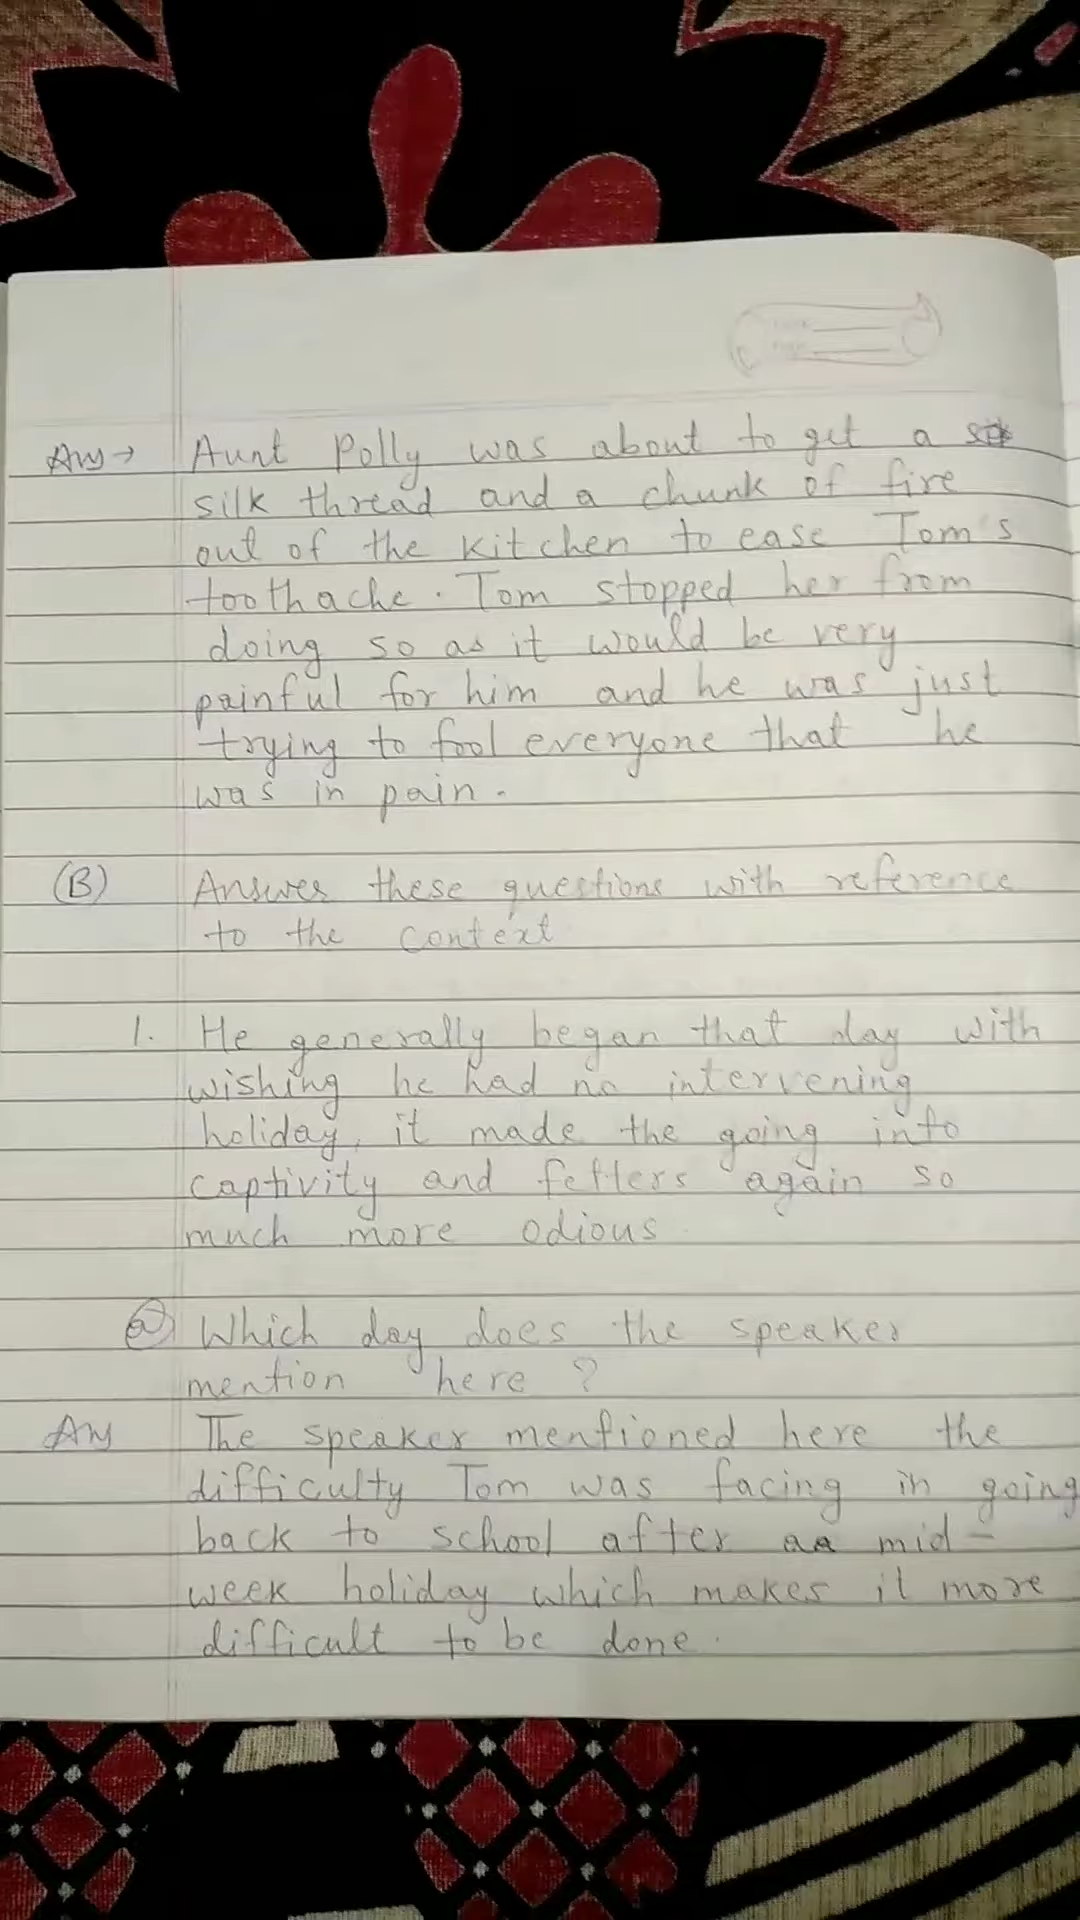 Ans → Aunt Polly was about to get a
silk thread and a chunk of fire
out of the kitchen to ease Tom's
toothache. Tom stopped her from
doing so as it would be very
painful for him and he was just
trying to fool everyone that he
was in pain.
(B) Answer these questions with reference
to the context
1. He generally began that day with
wishing he had no intervening
holiday, it made the going into
captivity and fetters again so
much more odious.
(a) Which day does the speaker
mention here ?
Ans The speaker mentioned here the
difficulty Tom was facing in going
back to school after a mid-
week holiday which makes it more
difficult to be done.